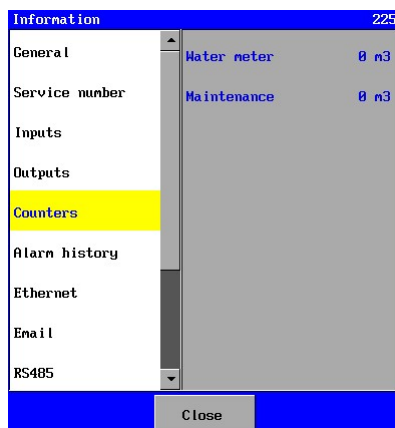 Information 225
General
Service number
Inputs
Outputs
Counters
Alarm history
Ethernet
Email
RS485
Water meter 0 m3
Maintenance 0 m3
Close